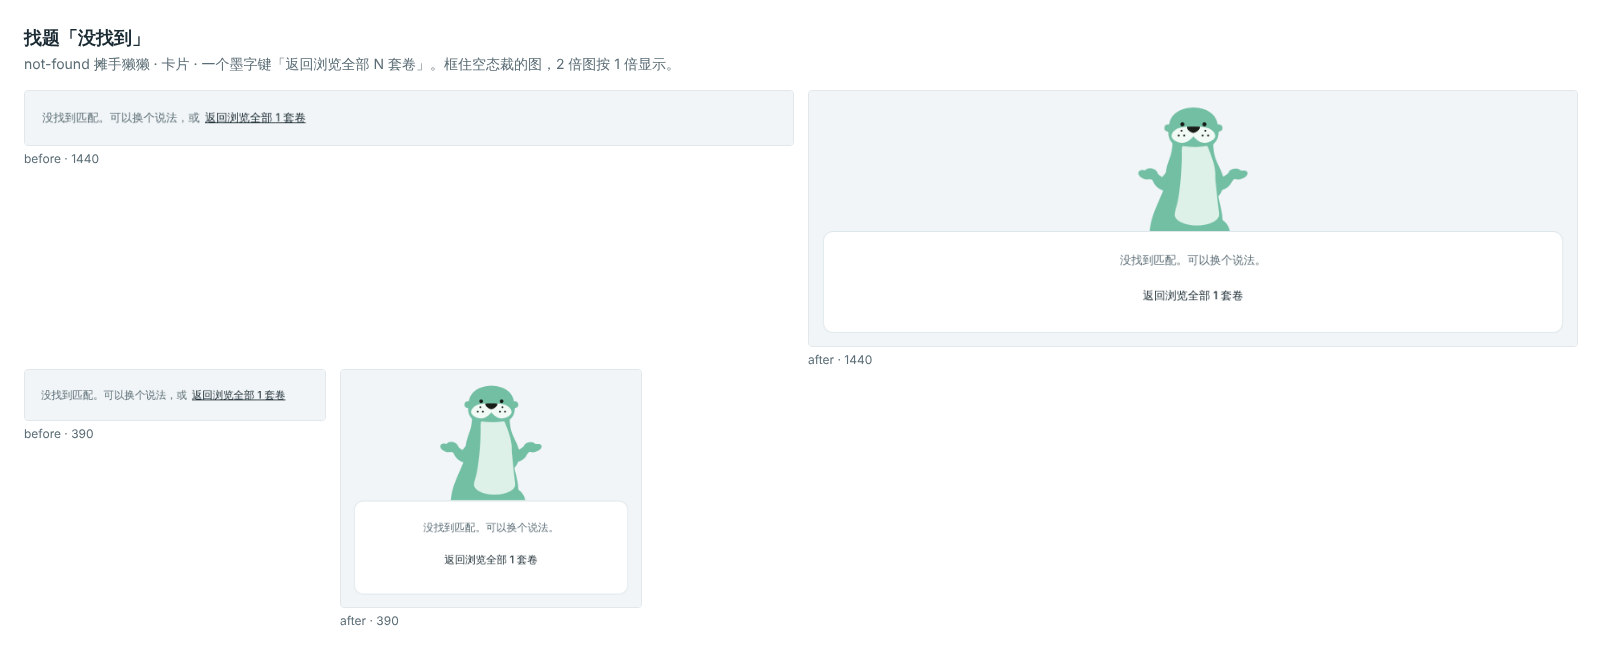 找题「没找到」
not-found 摊手獭獭 · 卡片 · 一个墨字键「返回浏览全部 N 套卷」。框住空态裁的图，2 倍图按 1 倍显示。
没找到匹配。可以换个说法，或 返回浏览全部 1 套卷
before · 1440
没找到匹配。可以换个说法。
返回浏览全部 1 套卷
after · 1440
没找到匹配。可以换个说法，或 返回浏览全部 1 套卷
before · 390
没找到匹配。可以换个说法。
返回浏览全部 1 套卷
after · 390